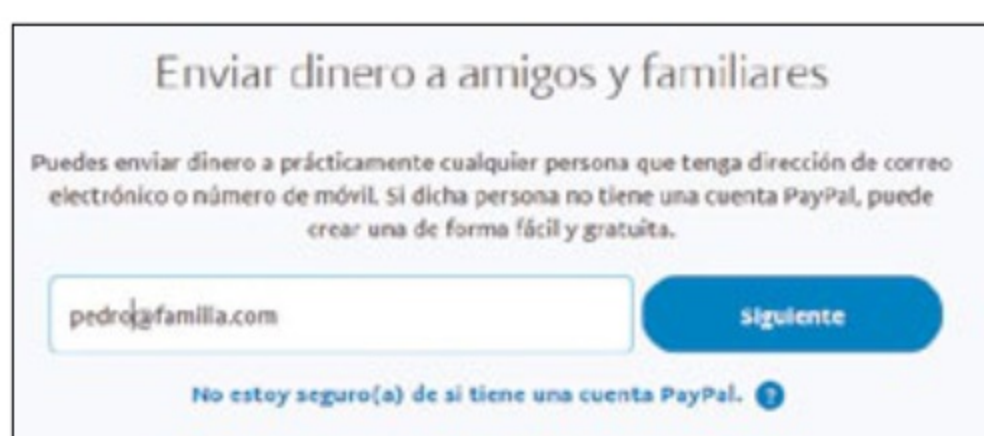 Enviar dinero a amigos y familiares
Puedes enviar dinero a prácticamente cualquier persona que tenga dirección de correo
electrónico o número de móvil. Si dicha persona no tiene una cuenta PayPal, puede
crear una de forma fácil y gratuita.
pedro@familia.com
Siguiente
No estoy seguro(a) de si tiene una cuenta PayPal. ?